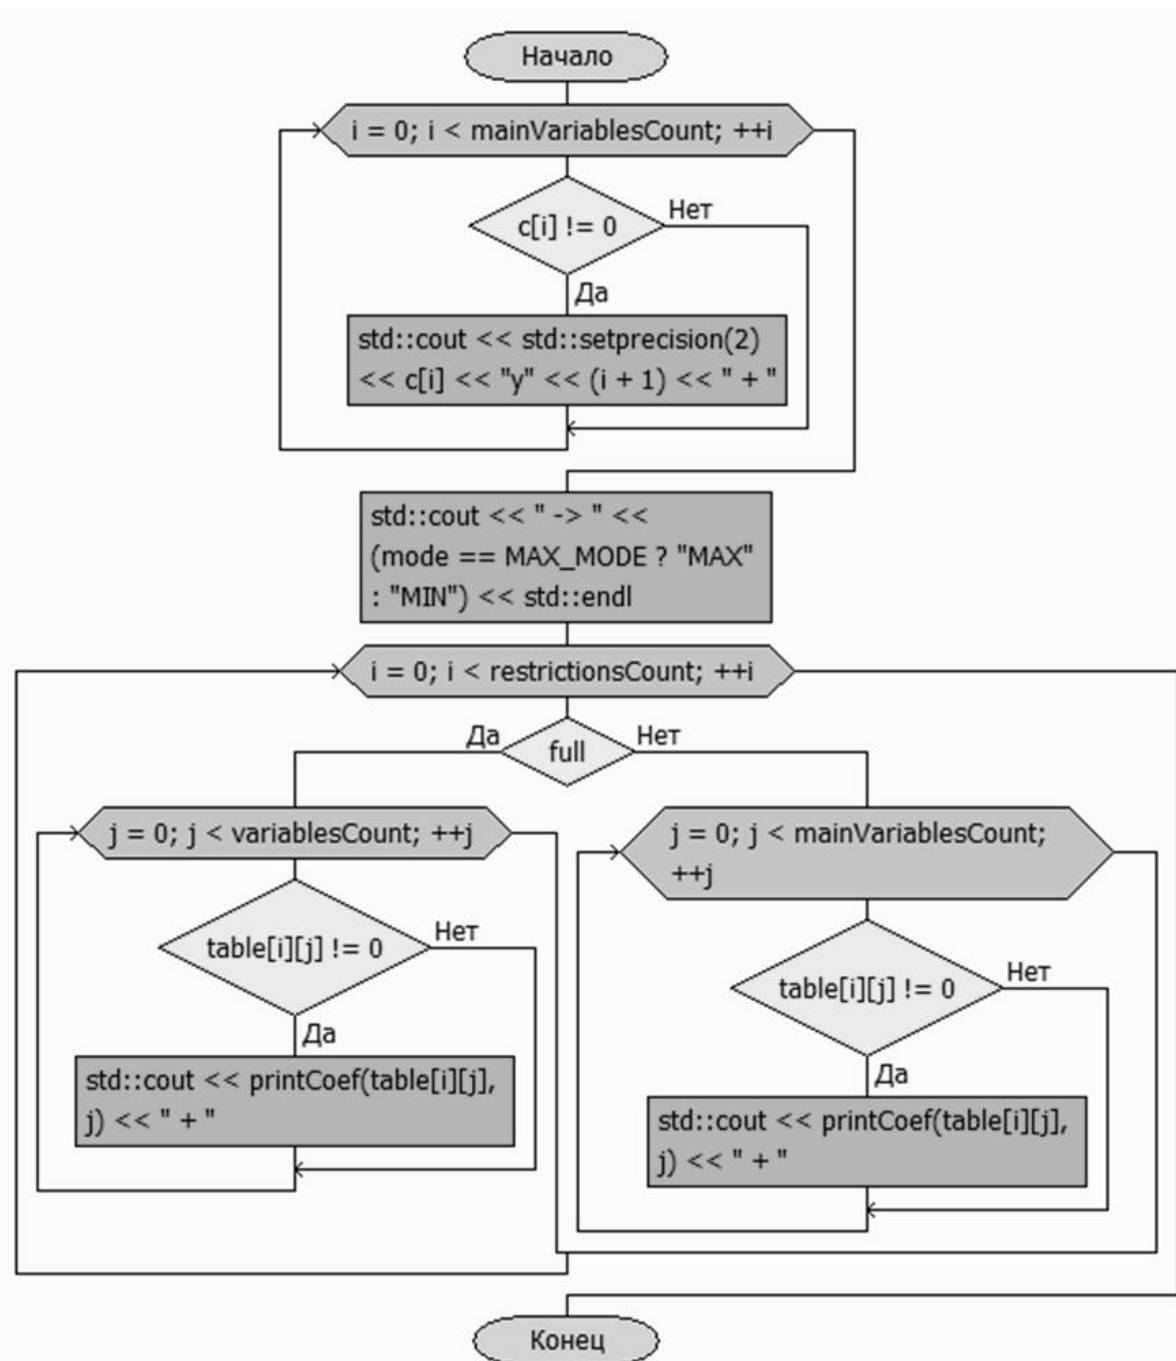 Начало
i = 0; i < mainVariablesCount; ++i
c[i] != 0
Нет
Да
std::cout << std::setprecision(2)
<< c[i] << "y" << (i + 1) << " + "
std::cout << " -> " <<
(mode == MAX_MODE ? "MAX"
: "MIN") << std::endl
i = 0; i < restrictionsCount; ++i
Да
full
Нет
j = 0; j < variablesCount; ++j
table[i][j] != 0
Нет
Да
std::cout << printCoef(table[i][j],
j) << " + "
j = 0; j < mainVariablesCount;
++j
table[i][j] != 0
Нет
Да
std::cout << printCoef(table[i][j],
j) << " + "
Конец